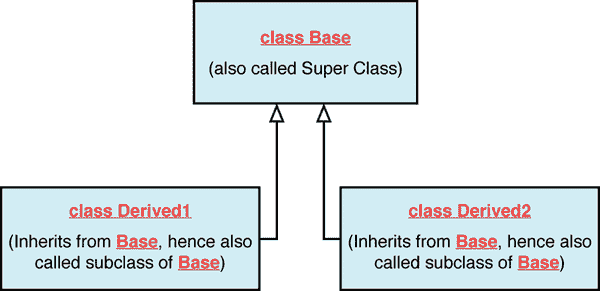 class Base
(also called Super Class)
class Derived1
(Inherits from Base, hence also
called subclass of Base)
class Derived2
(Inherits from Base, hence also
called subclass of Base)